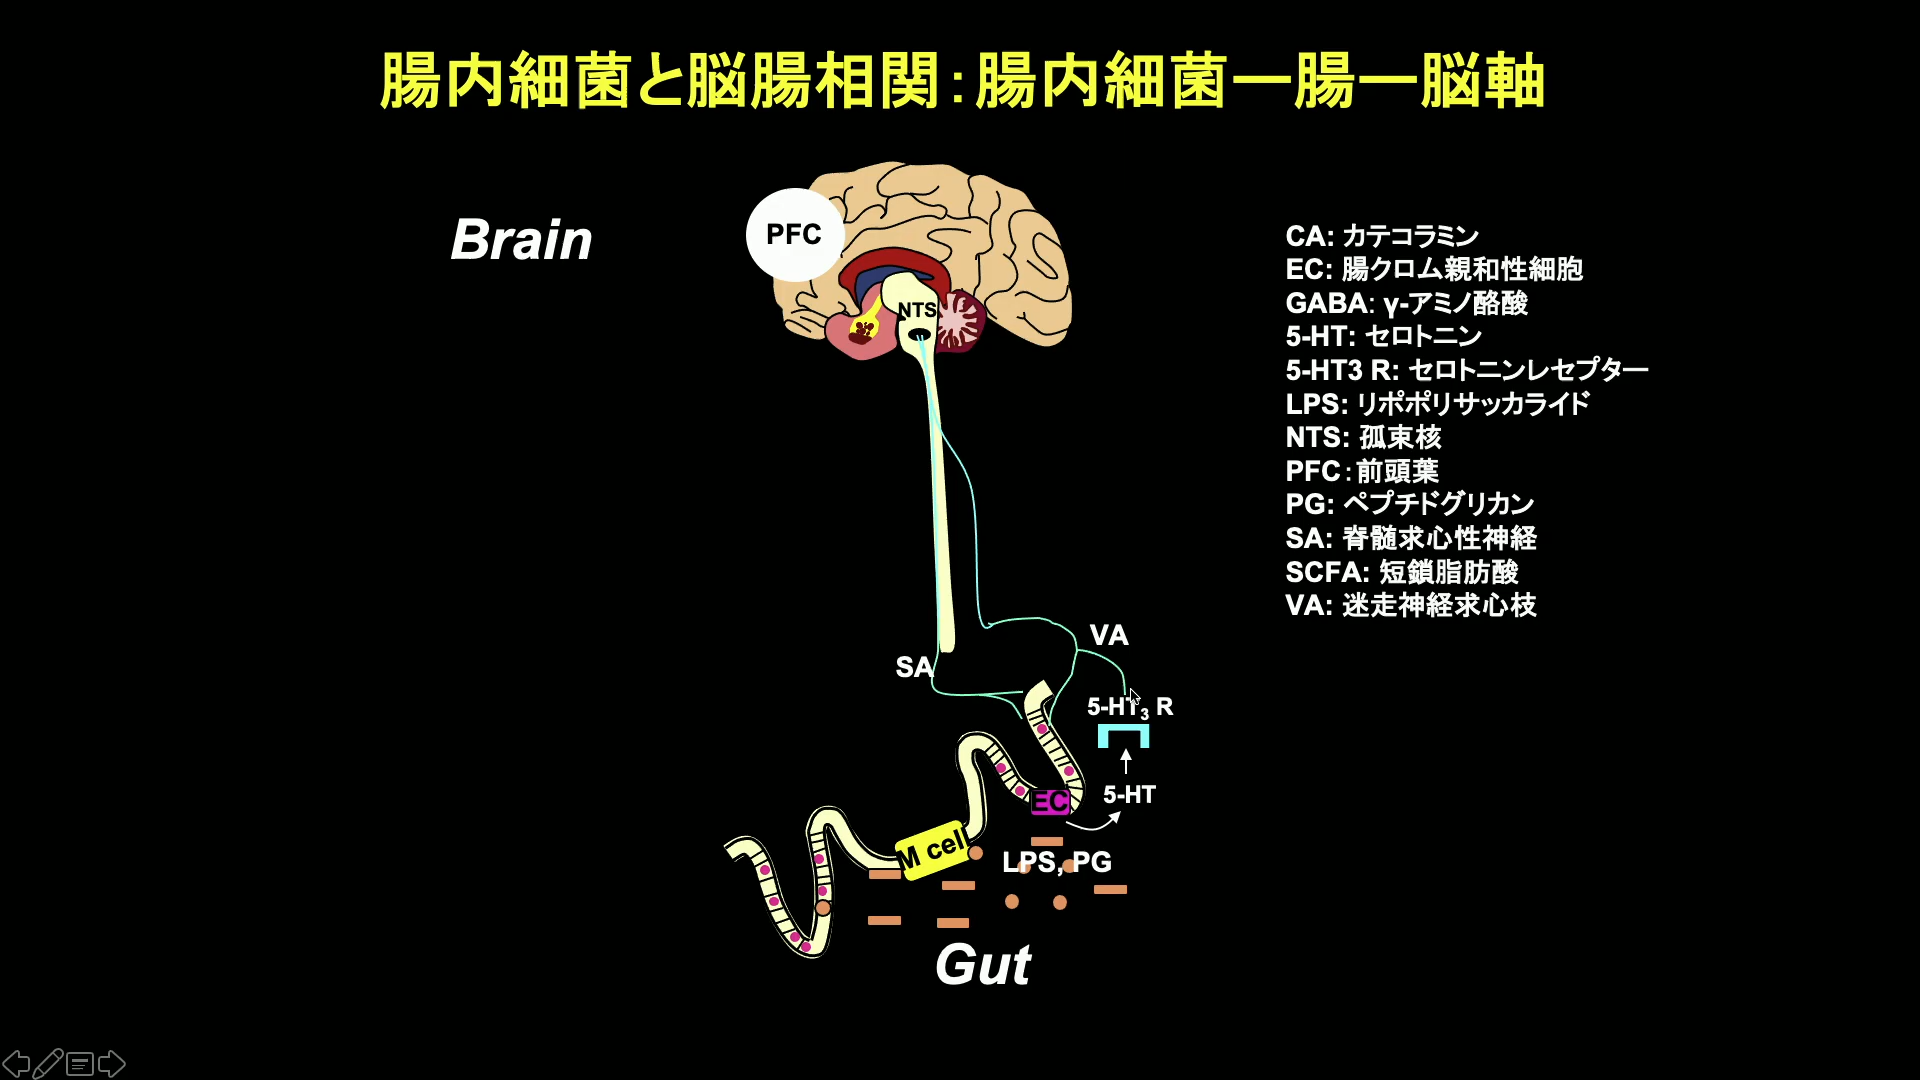 腸内細菌と脳腸相関：腸内細菌ー腸ー脳軸
Brain
PFC
NTS
CA: カテコラミン
EC: 腸クロム親和性細胞
GABA: γ-アミノ酪酸
5-HT: セロトニン
5-HT3 R: セロトニンレセプター
LPS: リポポリサッカライド
NTS: 孤束核
PFC：前頭葉
PG: ペプチドグリカン
SA: 脊髄求心性神経
SCFA: 短鎖脂肪酸
VA: 迷走神経求心枝
VA
SA
5-HT3 R
5-HT
EC
M cell
LPS, PG
Gut